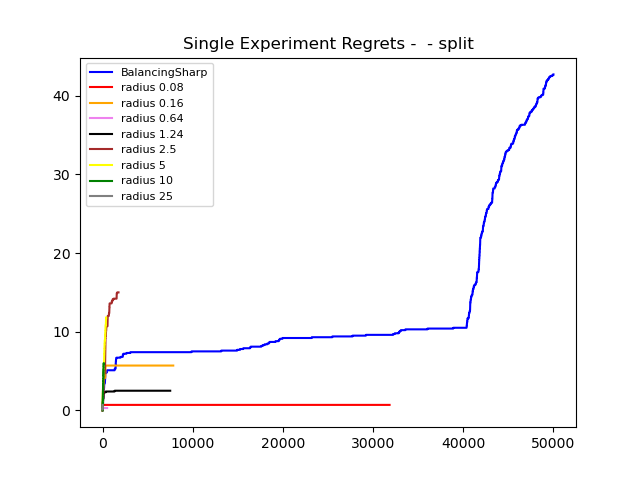 Single Experiment Regrets -  - split
BalancingSharp
radius 0.08
radius 0.16
radius 0.64
radius 1.24
radius 2.5
radius 5
radius 10
radius 25
40
30
20
10
0
0 10000 20000 30000 40000 50000